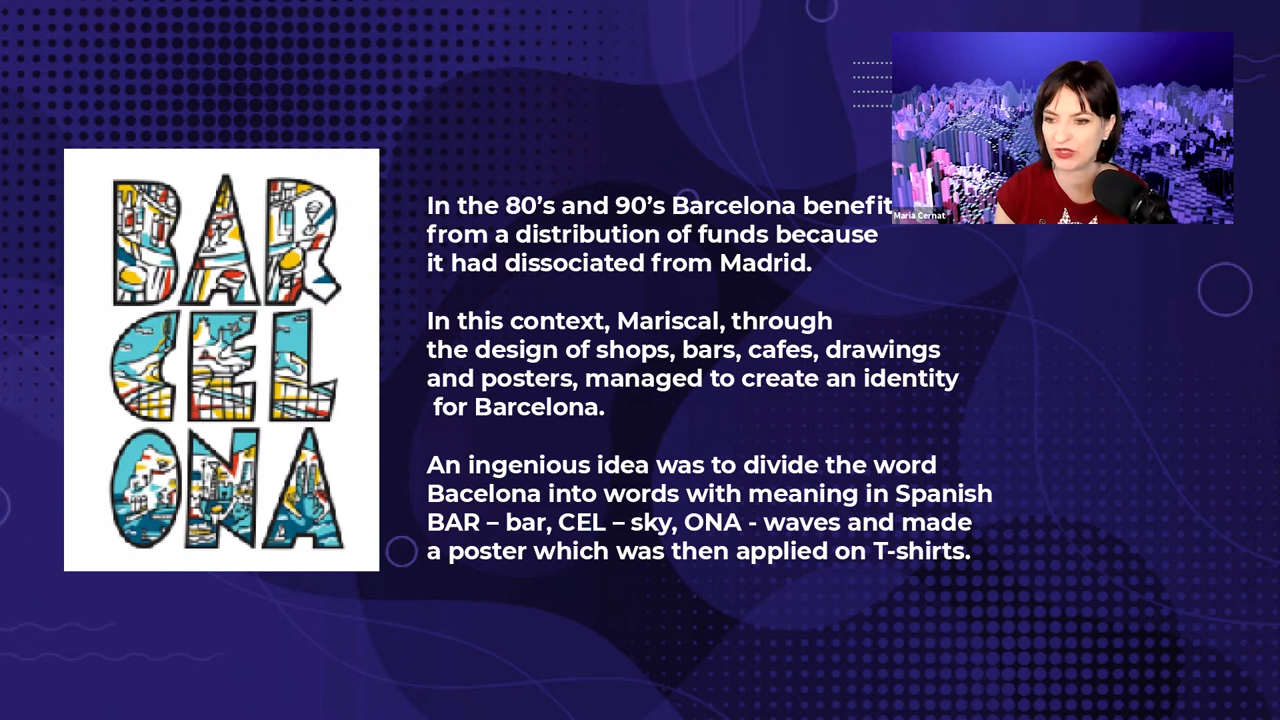 BAR
CEL
ONA
In the 80’s and 90’s Barcelona benefit
from a distribution of funds because
it had dissociated from Madrid.
In this context, Mariscal, through
the design of shops, bars, cafes, drawings
and posters, managed to create an identity
for Barcelona.
An ingenious idea was to divide the word
Bacelona into words with meaning in Spanish
BAR – bar, CEL – sky, ONA - waves and made
a poster which was then applied on T-shirts.
Maria Cernat